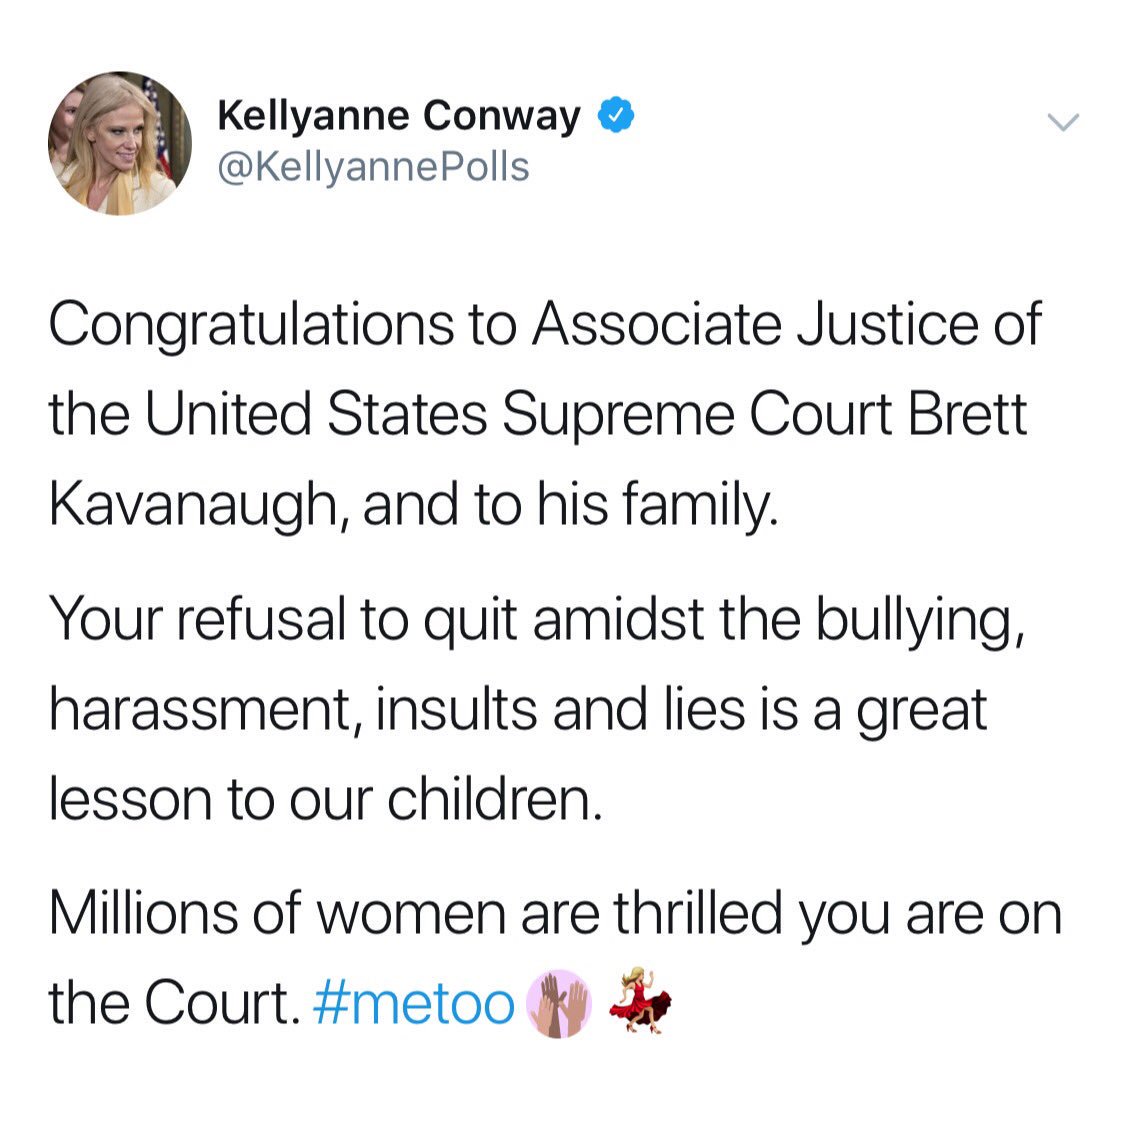 Kellyanne Conway
@KellyannePolls
Congratulations to Associate Justice of
the United States Supreme Court Brett
Kavanaugh, and to his family.
Your refusal to quit amidst the bullying,
harassment, insults and lies is a great
lesson to our children.
Millions of women are thrilled you are on
the Court. #metoo